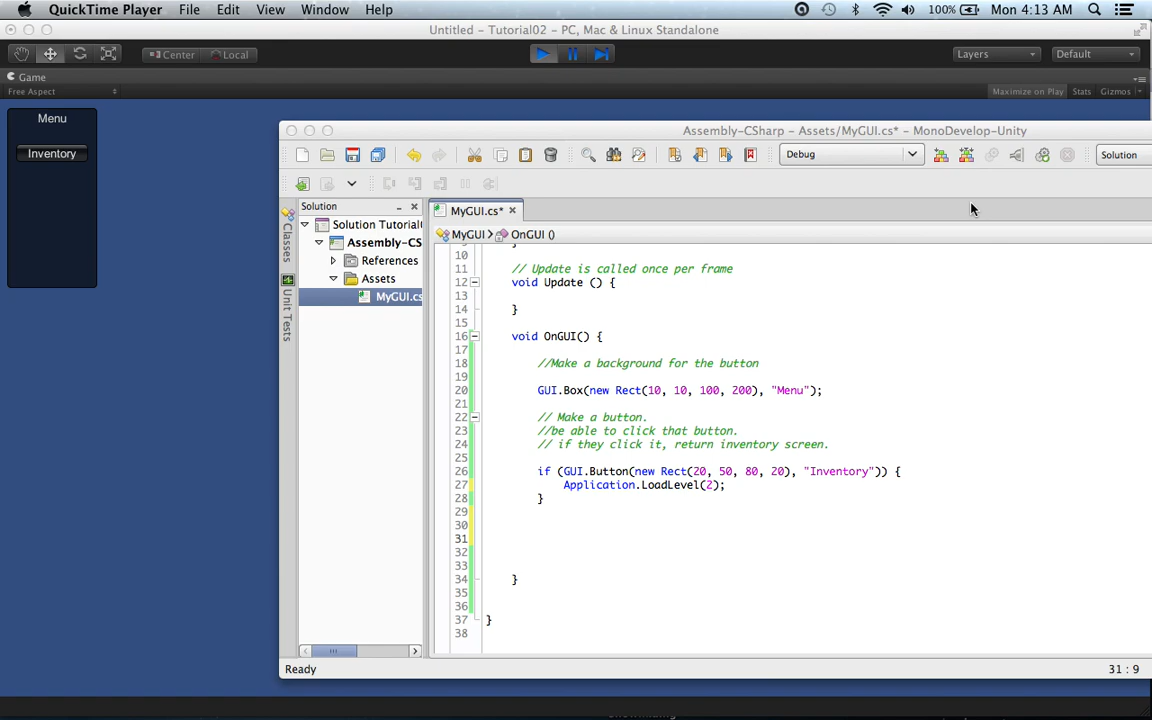 QuickTime Player File Edit View Window Help 100% Mon 4:13 AM
Untitled - Tutorial02 - PC, Mac & Linux Standalone
Center Local Layers Default
Game
Free Aspect Maximize on Play Stats Gizmos
Menu
Inventory
Assembly-CSharp - Assets/MyGUI.cs* - MonoDevelop-Unity
Debug Solution
Solution
MyGUI.cs*
Classes
Unit Tests
Solution Tutorial
Assembly-CS
References
Assets
MyGUI.cs
MyGUI OnGUI ()
10
11 // Update is called once per frame
12 void Update () {
13
14 }
15
16 void OnGUI() {
17
18 //Make a background for the button
19
20 GUI.Box(new Rect(10, 10, 100, 200), "Menu");
21
22 // Make a button.
23 //be able to click that button.
24 // if they click it, return inventory screen.
25
26 if (GUI.Button(new Rect(20, 50, 80, 20), "Inventory")) {
27 Application.LoadLevel(2);
28 }
29
30
31
32
33
34 }
35
36
37 }
38
Ready 31 : 9